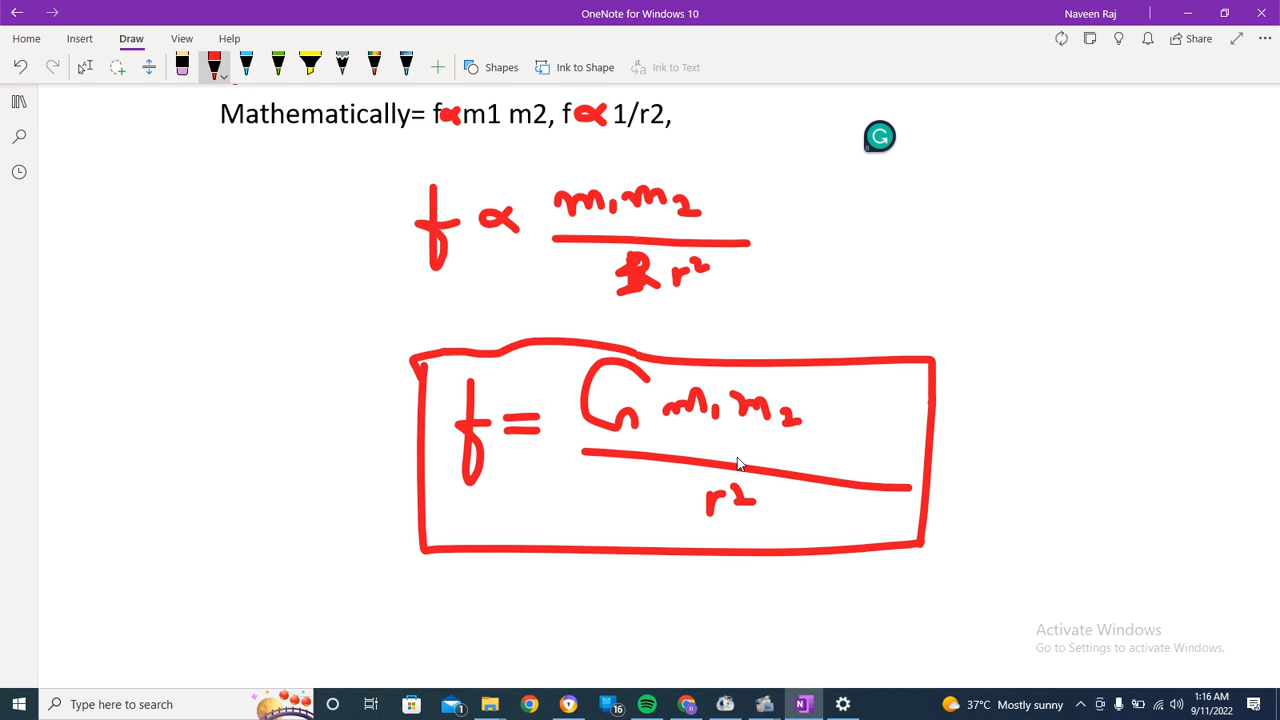 OneNote for Windows 10
Naveen Raj
Home Insert Draw View Help
Share
Shapes Ink to Shape Ink to Text
Mathematically= f∝m1 m2, f∝ 1/r2,
f ∝ m₁m₂
r²
f = G m₁m₂
r²
Activate Windows
Go to Settings to activate Windows.
Type here to search
1
16
37°C Mostly sunny
1:16 AM
9/11/2022